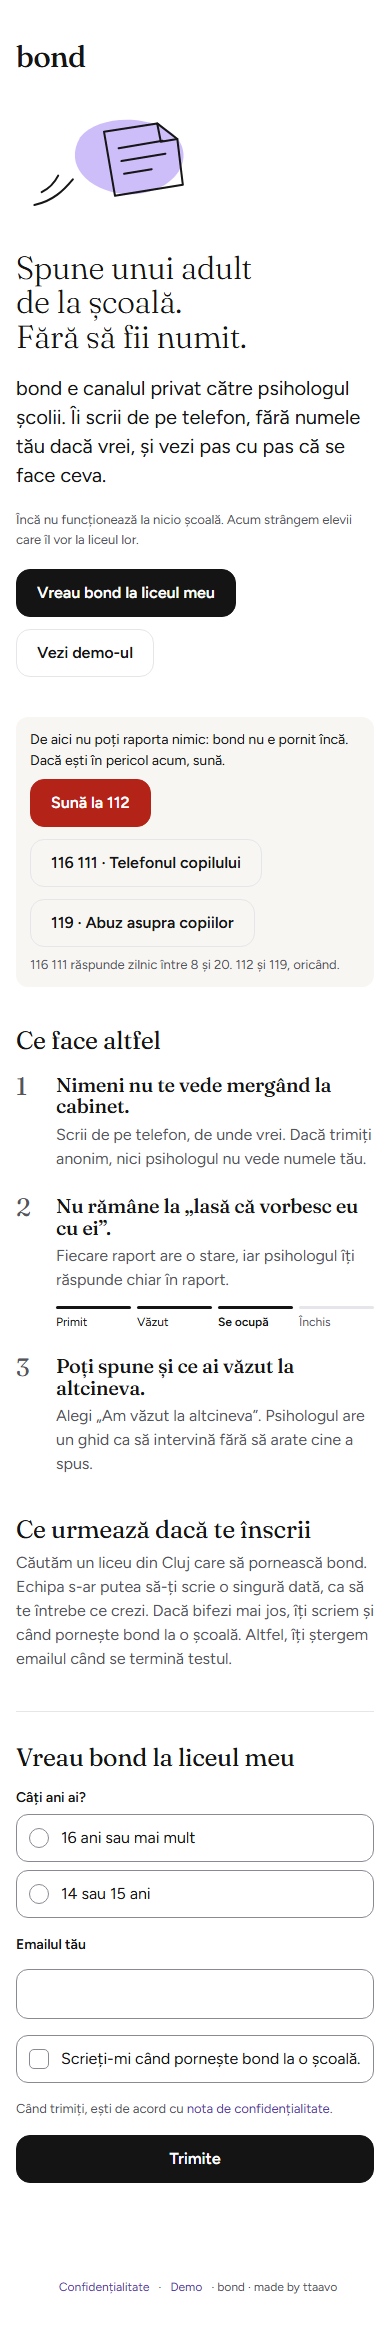 bond
Spune unui adult
de la școală.
Fără să fii numit.
bond e canalul privat către psihologul
școlii. Îi scrii de pe telefon, fără numele
tău dacă vrei, și vezi pas cu pas că se
face ceva.
Încă nu funcționează la nicio școală. Acum strângem elevii
care îl vor la liceul lor.
Vreau bond la liceul meu
Vezi demo-ul
De aici nu poți raporta nimic: bond nu e pornit încă.
Dacă ești în pericol acum, sună.
Sună la 112
116 111 · Telefonul copilului
119 · Abuz asupra copiilor
116 111 răspunde zilnic între 8 și 20. 112 și 119, oricând.
Ce face altfel
1 Nimeni nu te vede mergând la
cabinet.
Scrii de pe telefon, de unde vrei. Dacă trimiți
anonim, nici psihologul nu vede numele tău.
2 Nu rămâne la „lasă că vorbesc eu
cu ei”.
Fiecare raport are o stare, iar psihologul îți
răspunde chiar în raport.
Primit Văzut Se ocupă Închis
3 Poți spune și ce ai văzut la
altcineva.
Alegi „Am văzut la altcineva”. Psihologul are
un ghid ca să intervină fără să arate cine a
spus.
Ce urmează dacă te înscrii
Căutăm un liceu din Cluj care să pornească bond.
Echipa s-ar putea să-ți scrie o singură dată, ca să
te întrebe ce crezi. Dacă bifezi mai jos, îți scriem și
când pornește bond la o școală. Altfel, îți ștergem
emailul când se termină testul.
Vreau bond la liceul meu
Câți ani ai?
16 ani sau mai mult
14 sau 15 ani
Emailul tău
Scrieți-mi când pornește bond la o școală.
Când trimiți, ești de acord cu nota de confidențialitate.
Trimite
Confidențialitate · Demo · bond · made by ttaavo